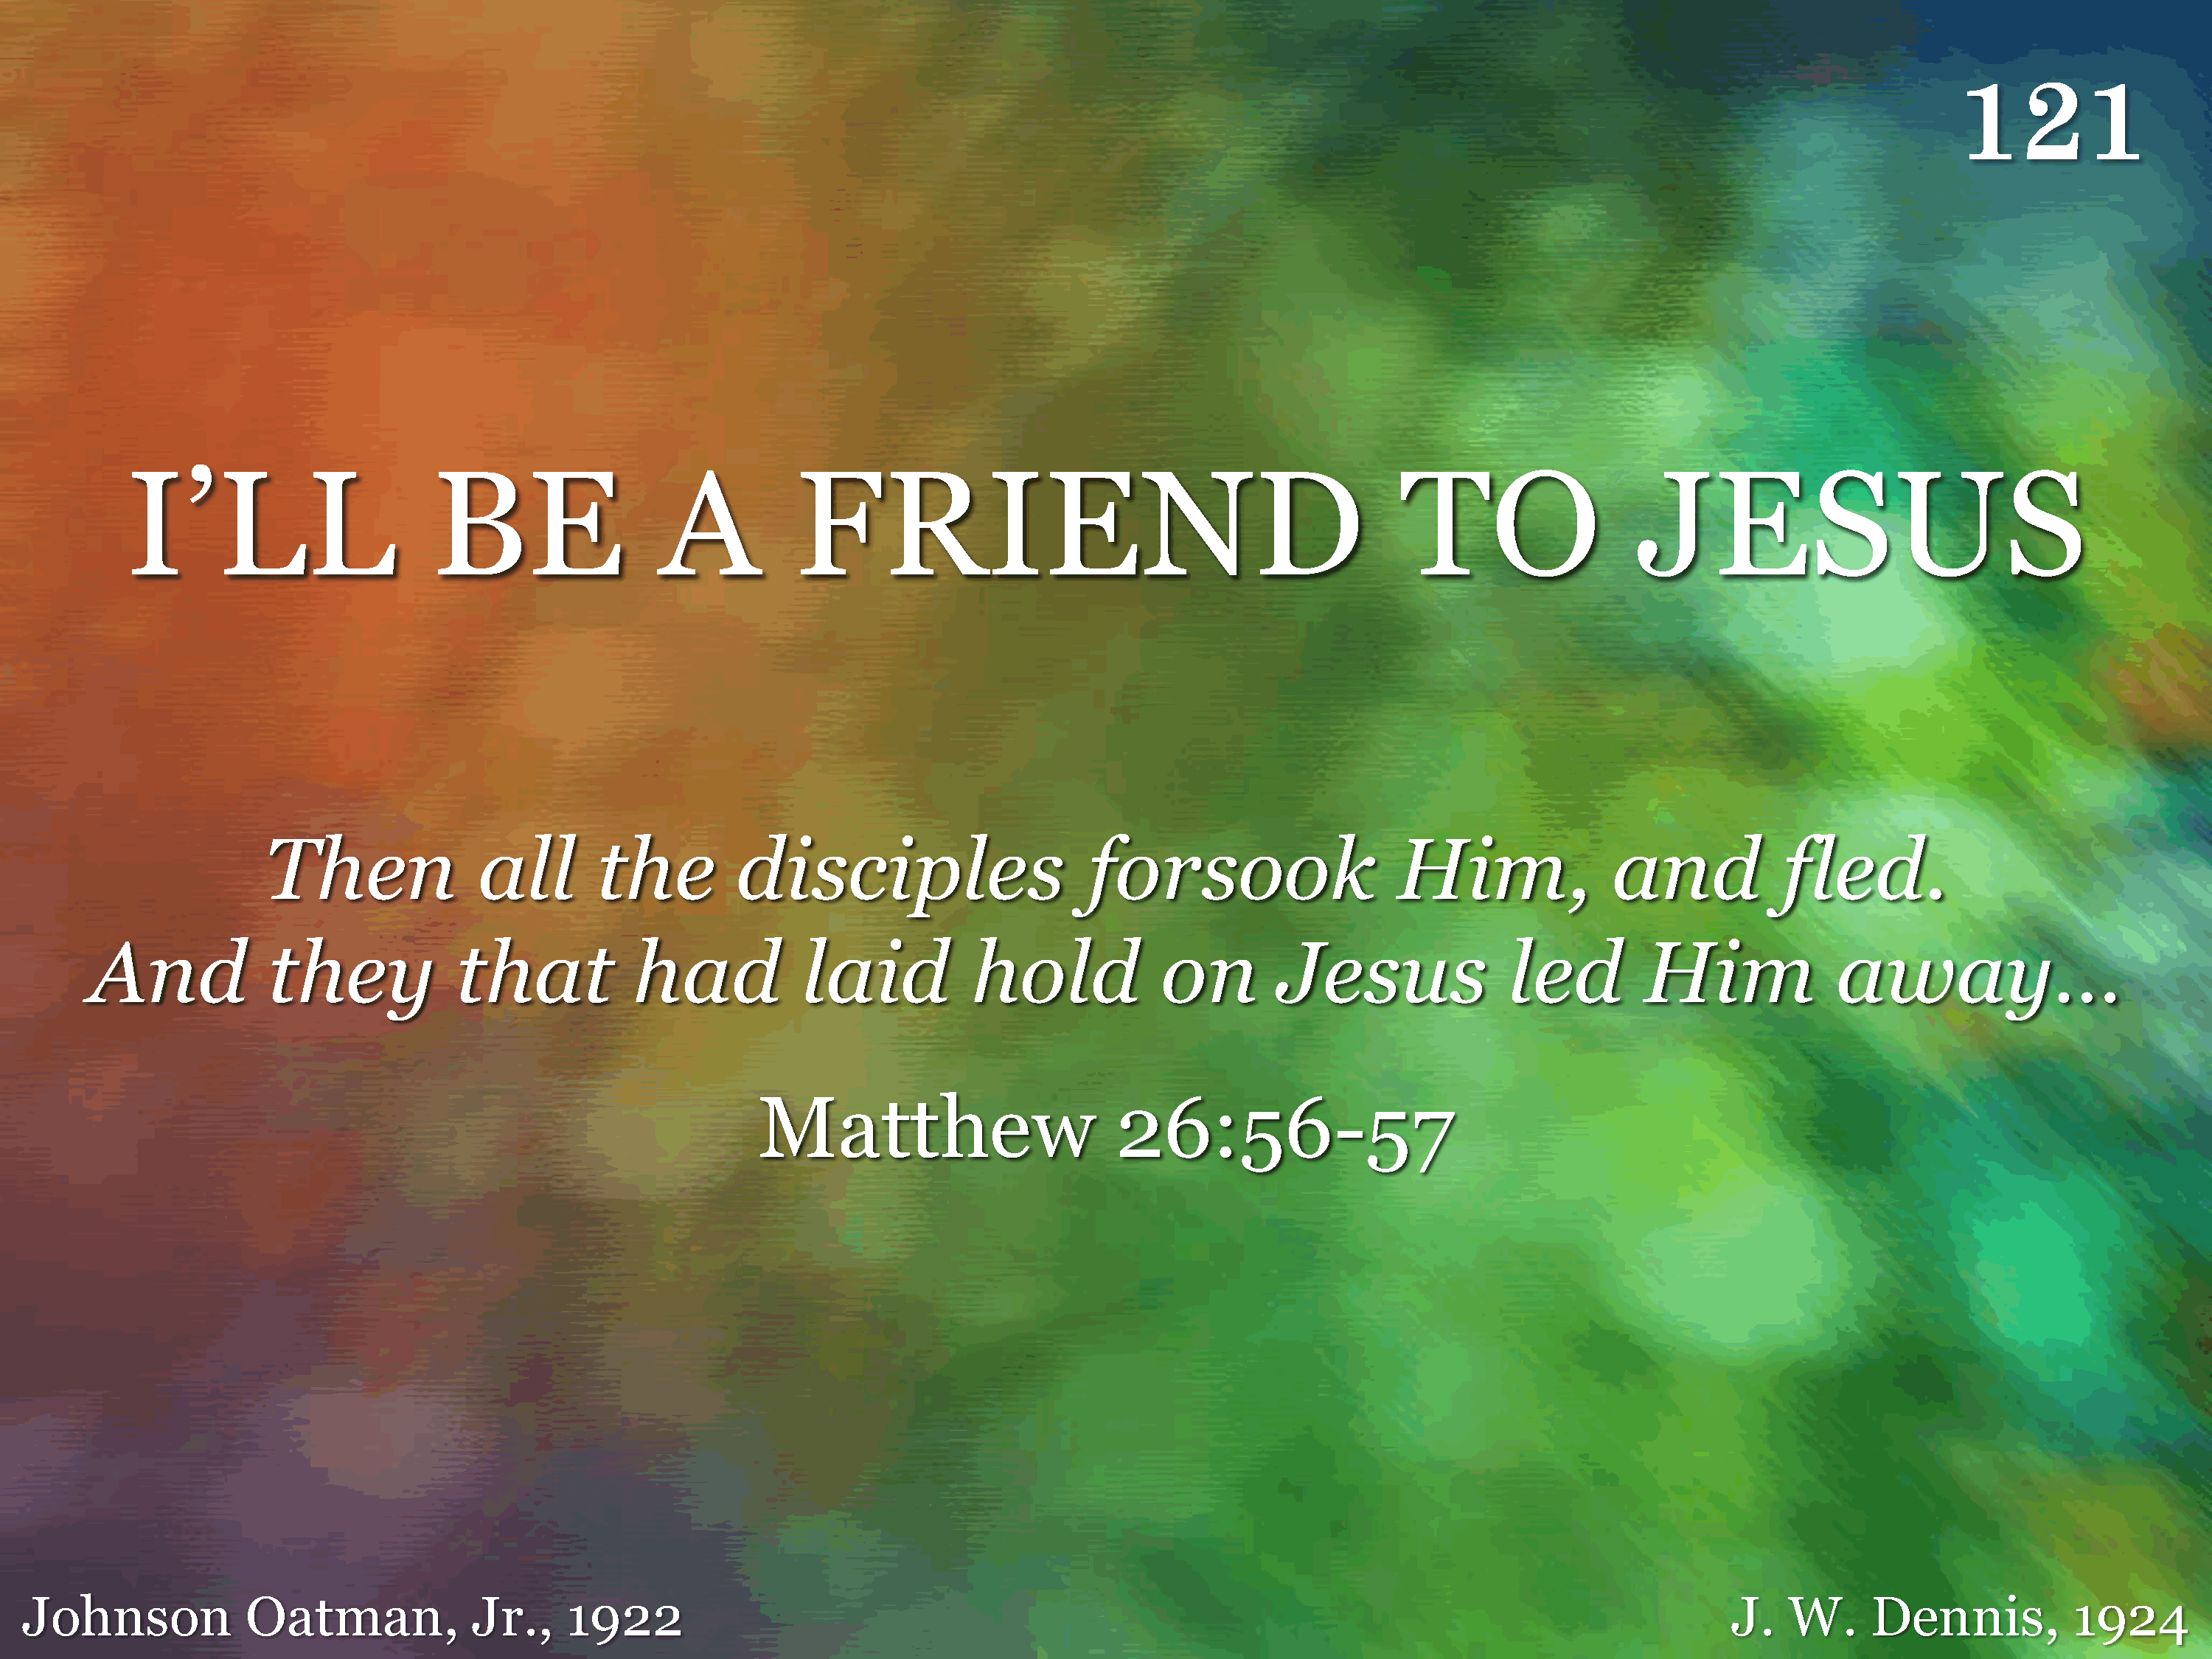 121
I’LL BE A FRIEND TO JESUS
Then all the disciples forsook Him, and fled.
And they that had laid hold on Jesus led Him away…
Matthew 26:56-57
Johnson Oatman, Jr., 1922
J. W. Dennis, 1924